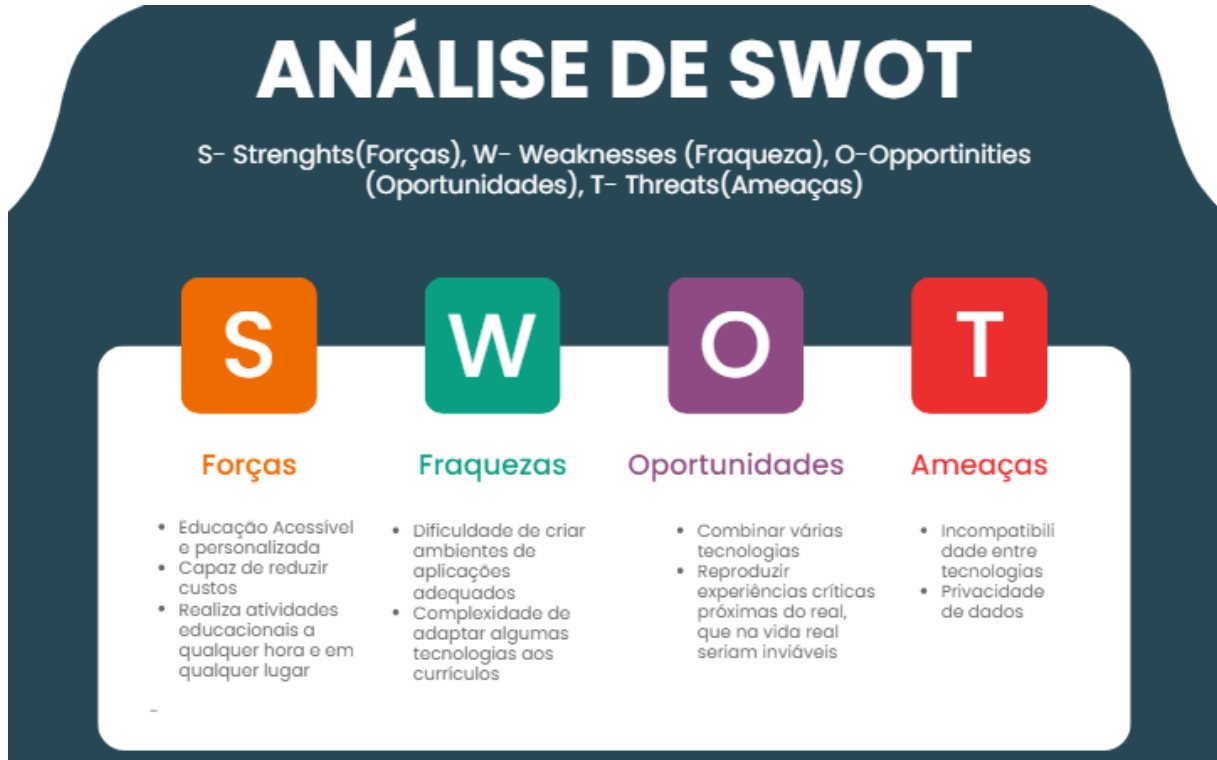 ANÁLISE DE SWOT
S- Strenghts(Forças), W- Weaknesses (Fraqueza), O-Opportinities
(Oportunidades), T- Threats(Ameaças)
S
W
O
T
Forças
• Educação Acessível
e personalizada
• Capaz de reduzir
custos
• Realiza atividades
educacionais a
qualquer hora e em
qualquer lugar
-
Fraquezas
• Dificuldade de criar
ambientes de
aplicações
adequados
• Complexidade de
adaptar algumas
tecnologias aos
currículos
Oportunidades
• Combinar várias
tecnologias
• Reproduzir
experiências críticas
próximas do real,
que na vida real
seriam inviáveis
Ameaças
• Incompatibili
dade entre
tecnologias
• Privacidade
de dados